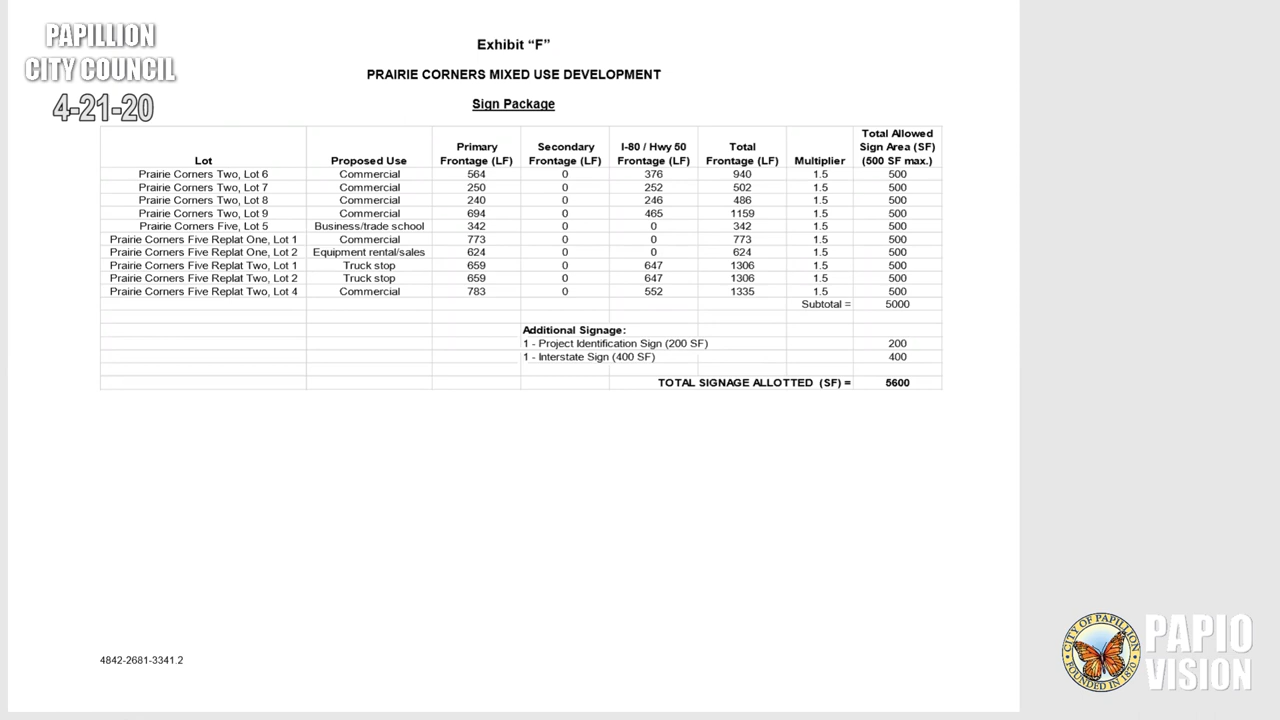 PAPILLION
CITY COUNCIL
4-21-20
Exhibit “F”
PRAIRIE CORNERS MIXED USE DEVELOPMENT
Sign Package
Lot Proposed Use Primary Frontage (LF) Secondary Frontage (LF) I-80 / Hwy 50 Frontage (LF) Total Frontage (LF) Multiplier Total Allowed Sign Area (SF) (500 SF max.)
Prairie Corners Two, Lot 6 Commercial 564 0 376 940 1.5 500
Prairie Corners Two, Lot 7 Commercial 250 0 252 502 1.5 500
Prairie Corners Two, Lot 8 Commercial 240 0 246 486 1.5 500
Prairie Corners Two, Lot 9 Commercial 694 0 465 1159 1.5 500
Prairie Corners Five, Lot 5 Business/trade school 342 0 0 342 1.5 500
Prairie Corners Five Replat One, Lot 1 Commercial 773 0 0 773 1.5 500
Prairie Corners Five Replat One, Lot 2 Equipment rental/sales 624 0 0 624 1.5 500
Prairie Corners Five Replat Two, Lot 1 Truck stop 659 0 647 1306 1.5 500
Prairie Corners Five Replat Two, Lot 2 Truck stop 659 0 647 1306 1.5 500
Prairie Corners Five Replat Two, Lot 4 Commercial 783 0 552 1335 1.5 500
Subtotal = 5000
Additional Signage:
1 - Project Identification Sign (200 SF) 200
1 - Interstate Sign (400 SF) 400
TOTAL SIGNAGE ALLOTTED (SF) = 5600
4842-2681-3341.2
CITY OF PAPILLION
FOUNDED IN 1870
PAPIO
VISION